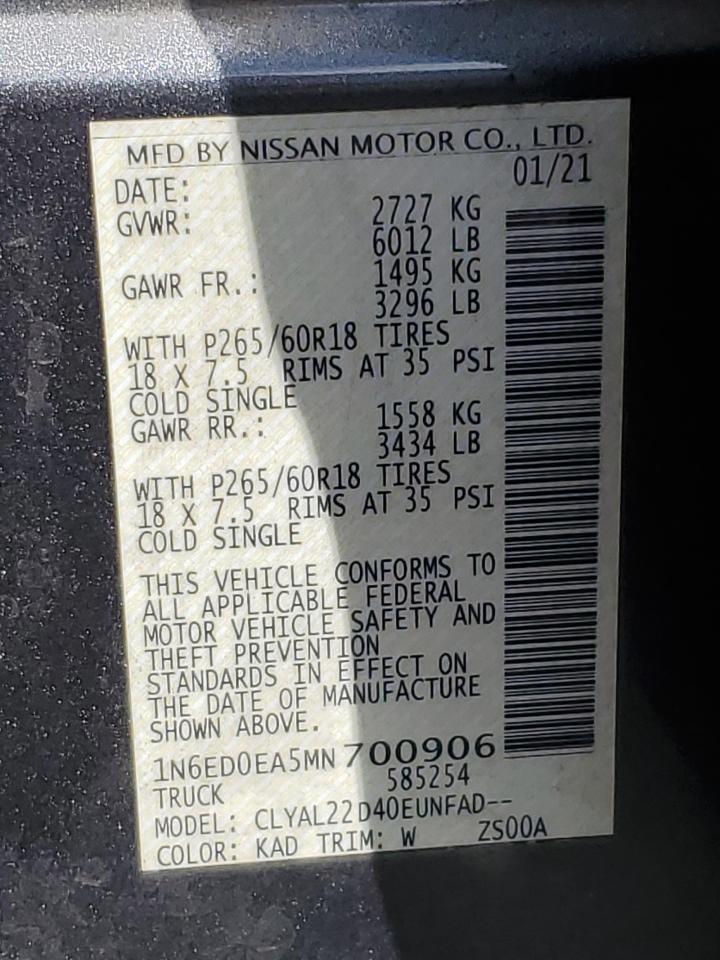 MFD BY NISSAN MOTOR CO., LTD.
DATE: 01/21
GVWR: 2727 KG
6012 LB
GAWR FR.: 1495 KG
3296 LB
WITH P265/60R18 TIRES
18 X 7.5 RIMS AT 35 PSI
COLD SINGLE
GAWR RR.: 1558 KG
3434 LB
WITH P265/60R18 TIRES
18 X 7.5 RIMS AT 35 PSI
COLD SINGLE
THIS VEHICLE CONFORMS TO
ALL APPLICABLE FEDERAL
MOTOR VEHICLE SAFETY AND
THEFT PREVENTION
STANDARDS IN EFFECT ON
THE DATE OF MANUFACTURE
SHOWN ABOVE.
1N6ED0EA5MN700906
TRUCK 585254
MODEL: CLYAL22D40EUNFAD--
COLOR: KAD TRIM: W ZS00A